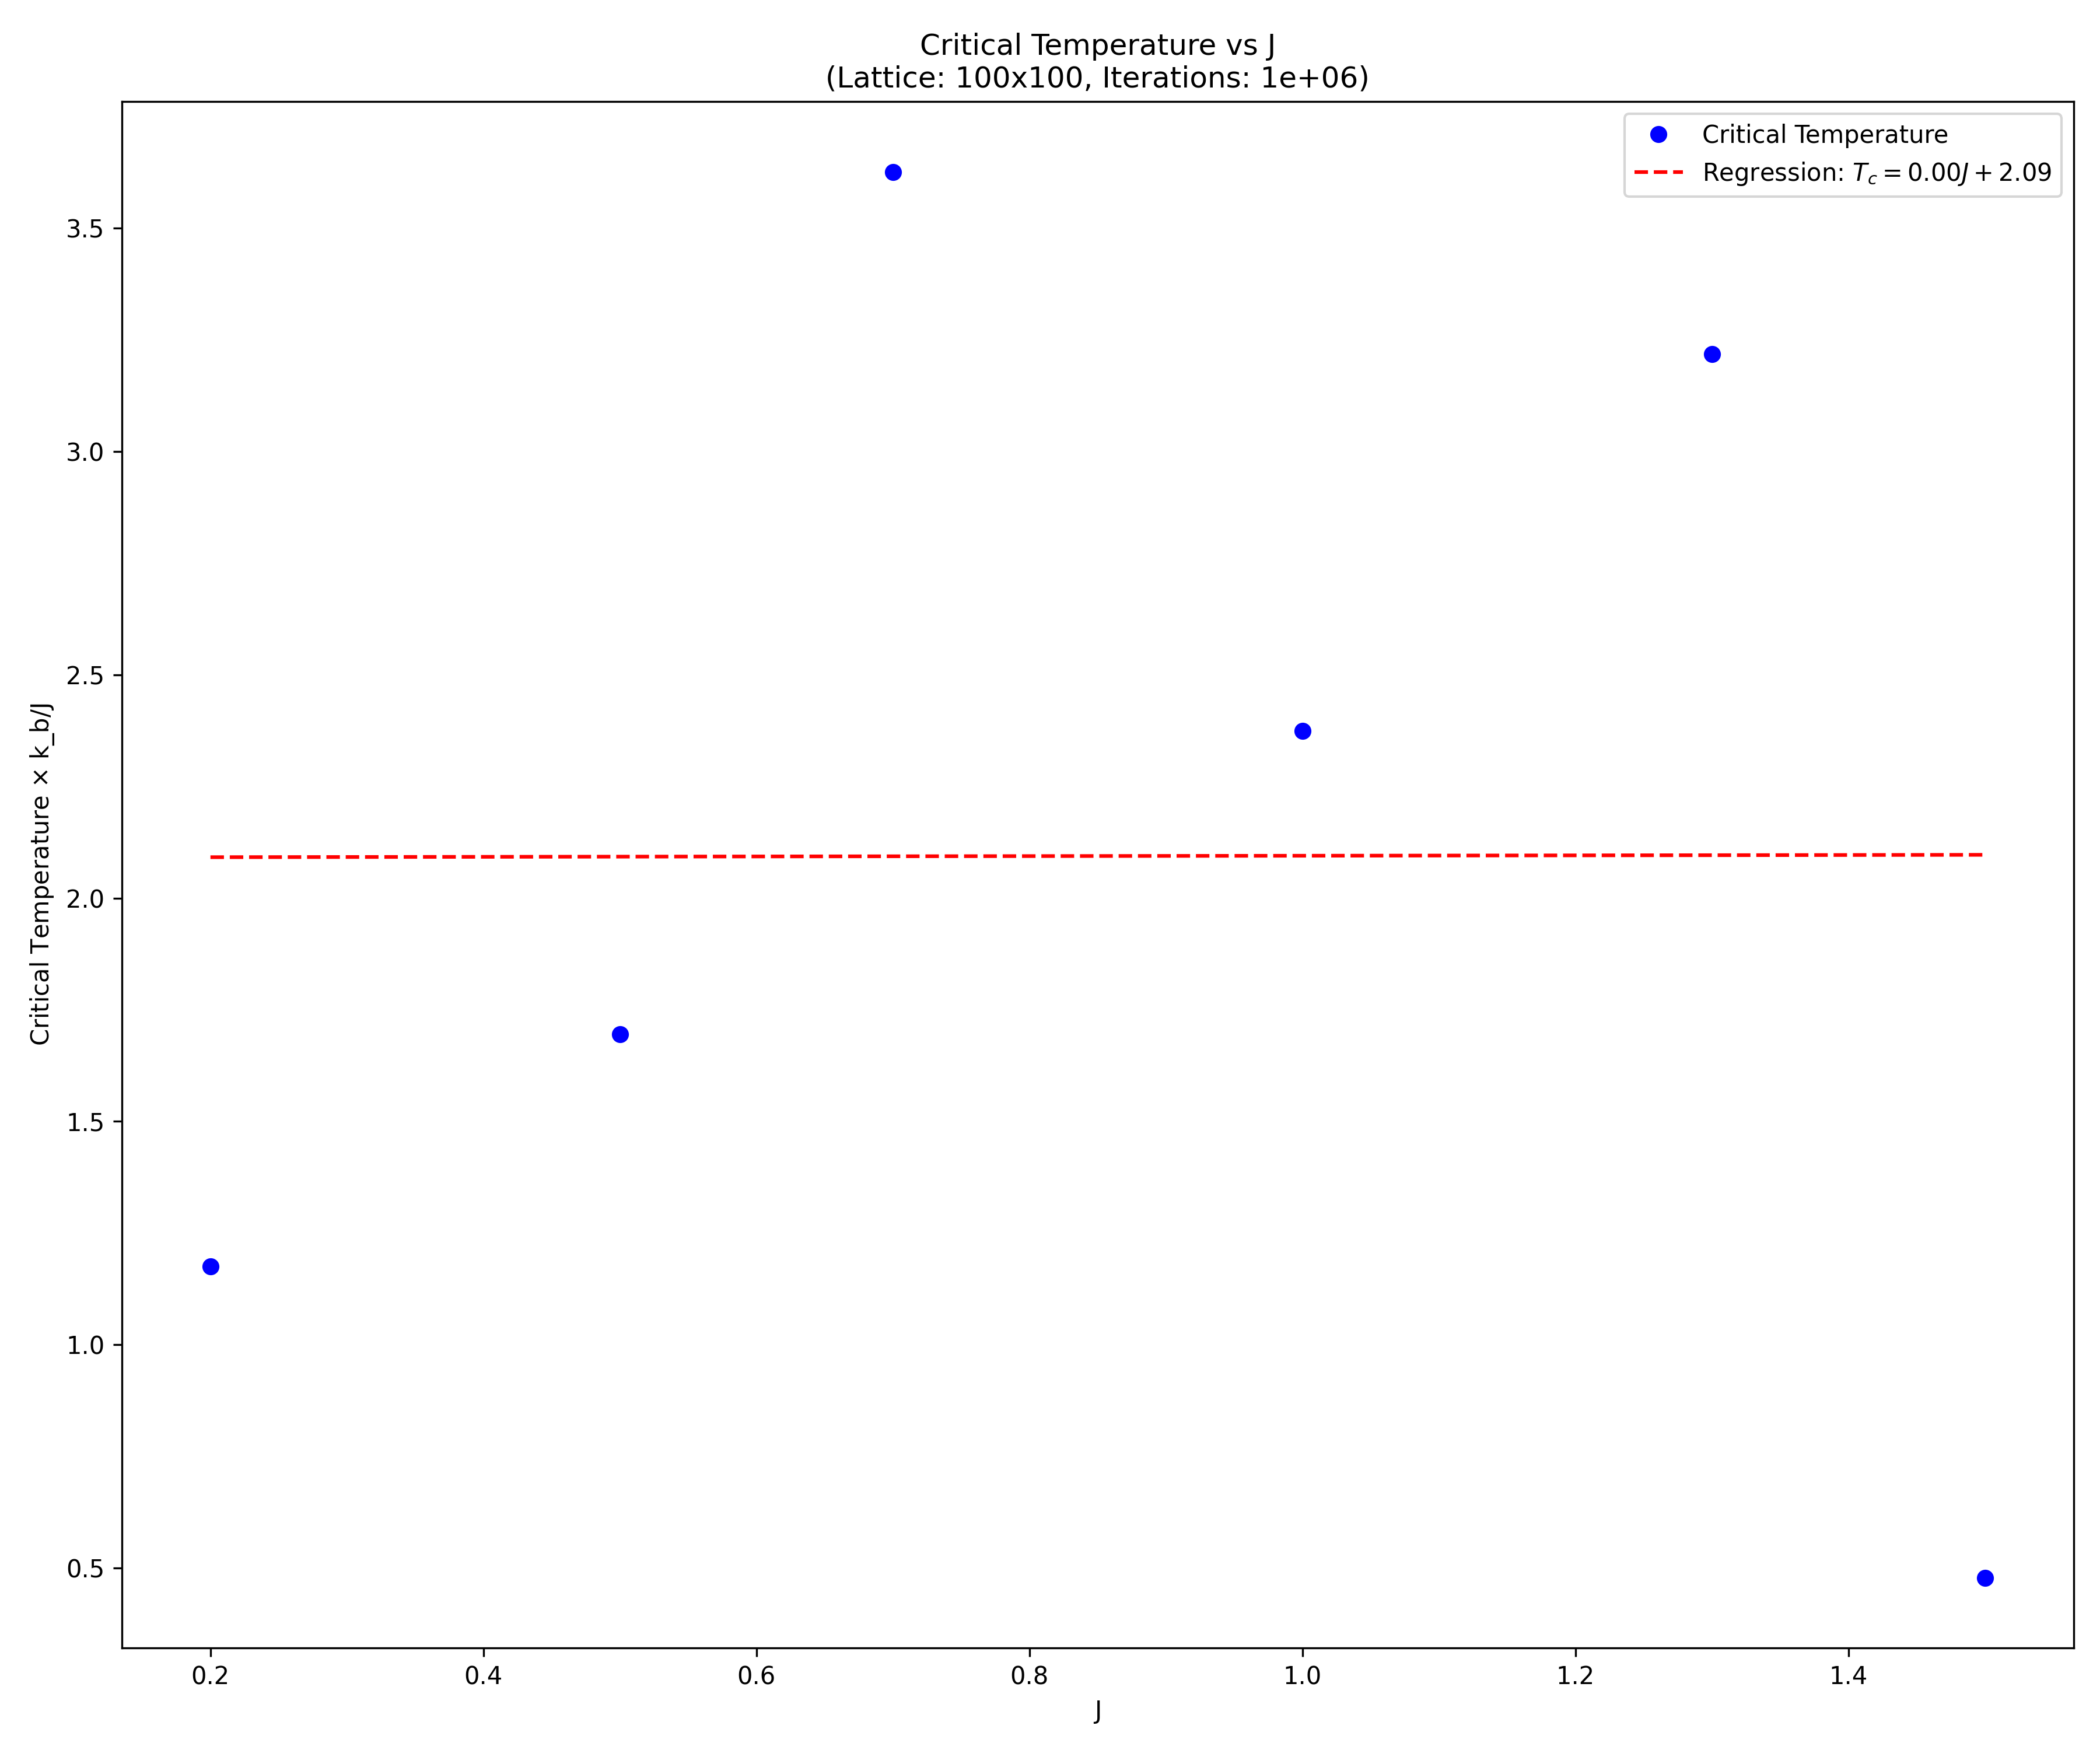 Critical Temperature vs J
(Lattice: 100x100, Iterations: 1e+06)
Critical Temperature
Regression: T_c = 0.00J + 2.09
Critical Temperature × k_b/J
3.5
3.0
2.5
2.0
1.5
1.0
0.5
0.2 0.4 0.6 0.8 1.0 1.2 1.4
J